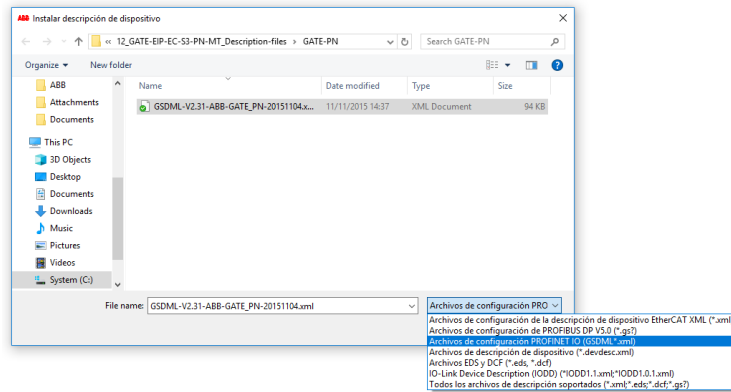 ABB Instalar descripción de dispositivo
« 12_GATE-EIP-EC-S3-PN-MT_Description-files › GATE-PN
Search GATE-PN
Organize New folder
Name Date modified Type Size
ABB
GSDML-V2.31-ABB-GATE_PN-20151104.x... 11/11/2015 14:37 XML Document 94 KB
Attachments
Documents
This PC
3D Objects
Desktop
Documents
Downloads
Music
Pictures
Videos
System (C:)
File name: GSDML-V2.31-ABB-GATE_PN-20151104.xml Archivos de configuración PRO
Archivos de configuración de la descripción de dispositivo EtherCAT XML (*.xml
Archivos de configuración de PROFIBUS DP V5.0 (*.gs?)
Archivos de configuración PROFINET IO (GSDML*.xml)
Archivos de descripción de dispositivo (*.devdesc.xml)
Archivos EDS y DCF (*.eds, *.dcf)
IO-Link Device Description (IODD) (*IODD1.1.xml;*IODD1.0.1.xml)
Todos los archivos de descripción soportados (*.xml;*.eds;*.dcf;*.gs?)